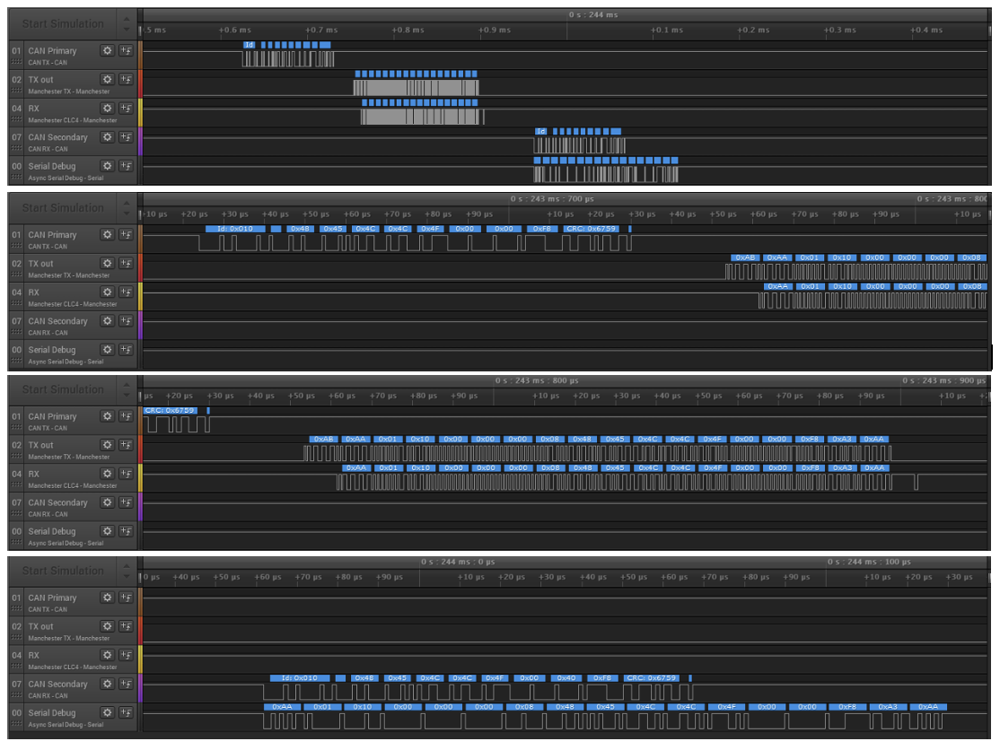 Start Simulation
0 s : 244 ms
.5 ms +0.6 ms +0.7 ms +0.8 ms +0.9 ms +0.1 ms +0.2 ms +0.3 ms +0.4 ms
01 CAN Primary
CAN TX - CAN
Id
02 TX out
Manchester TX - Manchester
04 RX
Manchester CLC4 - Manchester
07 CAN Secondary
CAN RX - CAN
Id
00 Serial Debug
Async Serial Debug - Serial
Start Simulation
0 s : 243 ms : 700 µs 0 s : 243 ms : 800
+10 µs +20 µs +30 µs +40 µs +50 µs +60 µs +70 µs +80 µs +90 µs +10 µs +20 µs +30 µs +40 µs +50 µs +60 µs +70 µs +80 µs +90 µs +10 µs
01 CAN Primary
CAN TX - CAN
Id: 0x010 0x48 0x45 0x4C 0x4C 0x4F 0x00 0x00 0xF8 CRC: 0x6759
02 TX out
Manchester TX - Manchester
0xAB 0xAA 0x01 0x10 0x00 0x00 0x00 0x08
04 RX
Manchester CLC4 - Manchester
0xAA 0x01 0x10 0x00 0x00 0x00 0x08
07 CAN Secondary
CAN RX - CAN
00 Serial Debug
Async Serial Debug - Serial
Start Simulation
0 s : 243 ms : 800 µs 0 s : 243 ms : 900 µs
µs +20 µs +30 µs +40 µs +50 µs +60 µs +70 µs +80 µs +90 µs +10 µs +20 µs +30 µs +40 µs +50 µs +60 µs +70 µs +80 µs +90 µs +10 µs
01 CAN Primary
CAN TX - CAN
CRC: 0x6759
02 TX out
Manchester TX - Manchester
0xAB 0xAA 0x01 0x10 0x00 0x00 0x00 0x08 0x48 0x45 0x4C 0x4C 0x4F 0x00 0x00 0xF8 0xA3 0xAA
04 RX
Manchester CLC4 - Manchester
0xAA 0x01 0x10 0x00 0x00 0x00 0x08 0x48 0x45 0x4C 0x4C 0x4F 0x00 0x00 0xF8 0xA3 0xAA
07 CAN Secondary
CAN RX - CAN
00 Serial Debug
Async Serial Debug - Serial
Start Simulation
0 s : 244 ms : 0 µs 0 s : 244 ms : 100 µs
0 µs +40 µs +50 µs +60 µs +70 µs +80 µs +90 µs +10 µs +20 µs +30 µs +40 µs +50 µs +60 µs +70 µs +80 µs +90 µs +10 µs +20 µs +30 µs
01 CAN Primary
CAN TX - CAN
02 TX out
Manchester TX - Manchester
04 RX
Manchester CLC4 - Manchester
07 CAN Secondary
CAN RX - CAN
Id: 0x010 0x48 0x45 0x4C 0x4C 0x4F 0x00 0x40 0xF8 CRC: 0x6759
00 Serial Debug
Async Serial Debug - Serial
0xAA 0x01 0x10 0x00 0x00 0x00 0x08 0x48 0x45 0x4C 0x4C 0x4F 0x00 0x00 0xF8 0xA3 0xAA